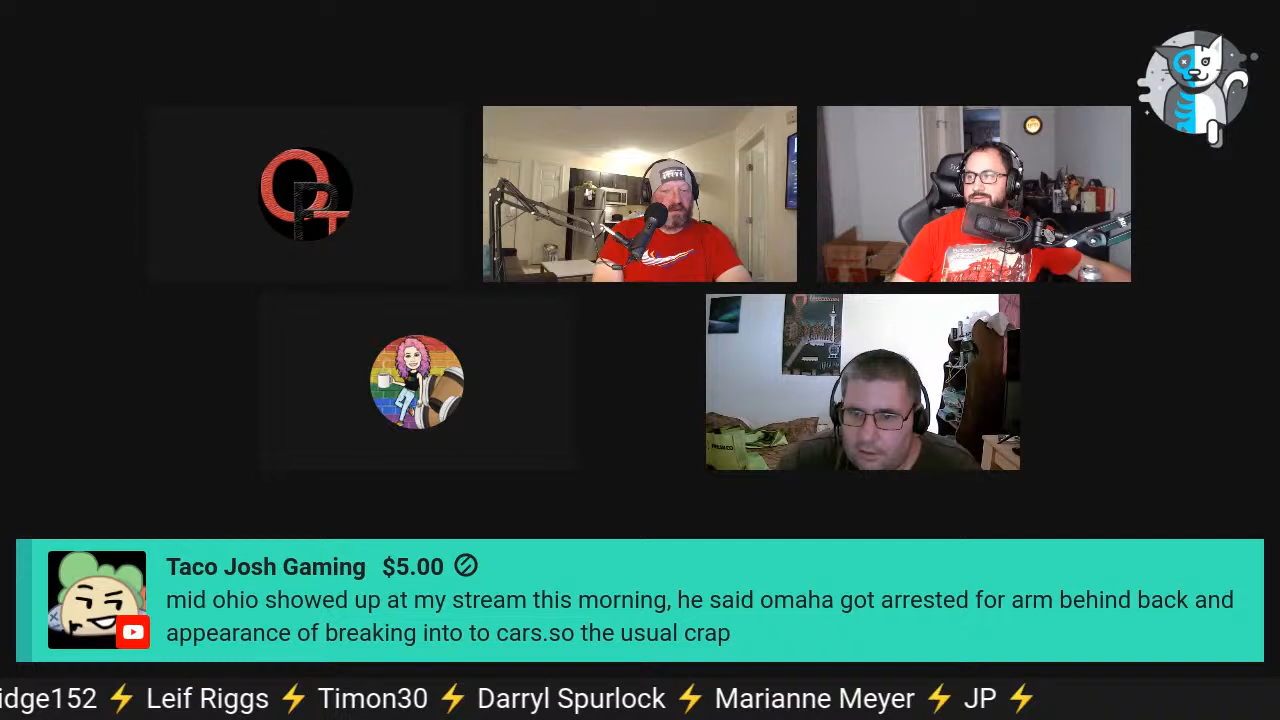 Taco Josh Gaming $5.00
mid ohio showed up at my stream this morning, he said omaha got arrested for arm behind back and
appearance of breaking into to cars.so the usual crap
idge152 ⚡ Leif Riggs ⚡ Timon30 ⚡ Darryl Spurlock ⚡ Marianne Meyer ⚡ JP ⚡